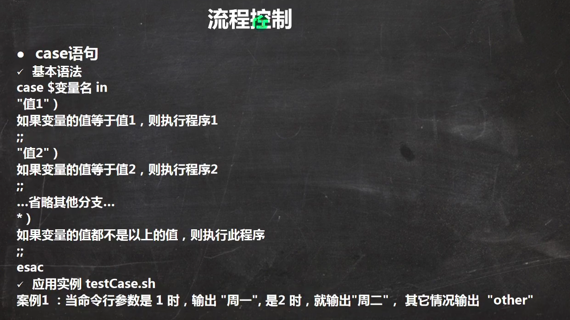 流程控制
● case语句
✓ 基本语法
case $变量名 in
"值1"）
如果变量的值等于值1，则执行程序1
;;
"值2"）
如果变量的值等于值2，则执行程序2
;;
…省略其他分支…
*）
如果变量的值都不是以上的值，则执行此程序
;;
esac
✓ 应用实例 testCase.sh
案例1 ：当命令行参数是 1 时，输出 "周一", 是2 时，就输出"周二"， 其它情况输出 "other"